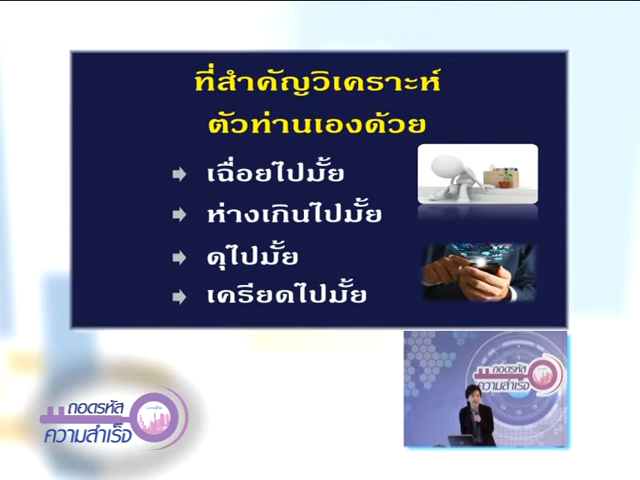 ที่สำคัญวิเคราะห์
ตัวท่านเองด้วย
เฉื่อยไปมั้ย
ห่างเกินไปมั้ย
ดุไปมั้ย
เครียดไปมั้ย
ถอดรหัส
ความสำเร็จ
ถอดรหัส
ความสำเร็จ